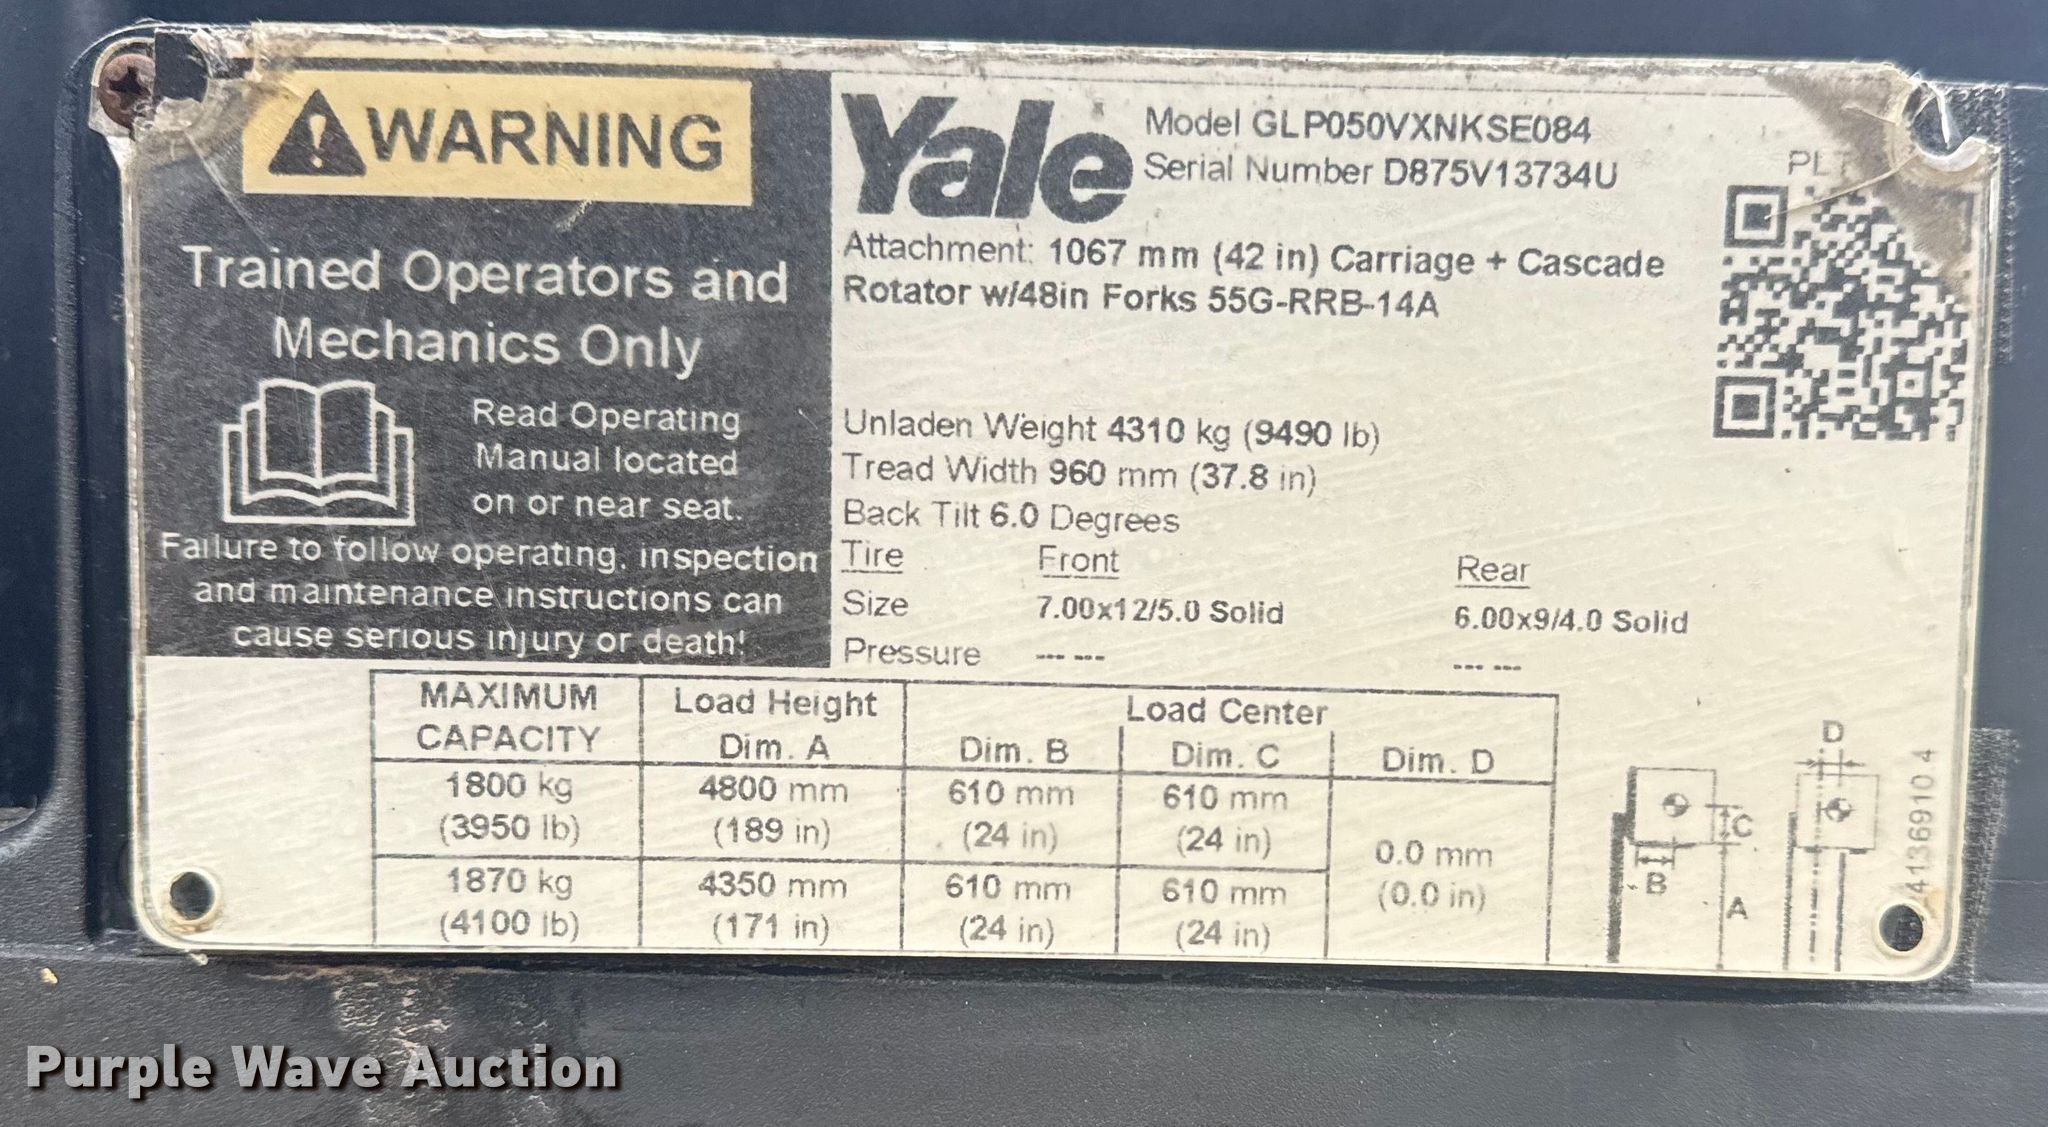 WARNING
Trained Operators and
Mechanics Only
Read Operating
Manual located
on or near seat.
Failure to follow operating, inspection
and maintenance instructions can
cause serious injury or death!
Yale
Model GLP050VXNKSE084
Serial Number D875V13734U
Attachment: 1067 mm (42 in) Carriage + Cascade
Rotator w/48in Forks 55G-RRB-14A
Unladen Weight 4310 kg (9490 lb)
Tread Width 960 mm (37.8 in)
Back Tilt 6.0 Degrees
Tire Front Rear
Size 7.00x12/5.0 Solid 6.00x9/4.0 Solid
Pressure --- --- --- ---
MAXIMUM CAPACITY Load Height Dim. A Load Center Dim. B Dim. C Dim. D
1800 kg 4800 mm 610 mm 610 mm 0.0 mm
(3950 lb) (189 in) (24 in) (24 in) (0.0 in)
1870 kg 4350 mm 610 mm 610 mm
(4100 lb) (171 in) (24 in) (24 in)
B
C
A
D
4136910 4
Purple Wave Auction